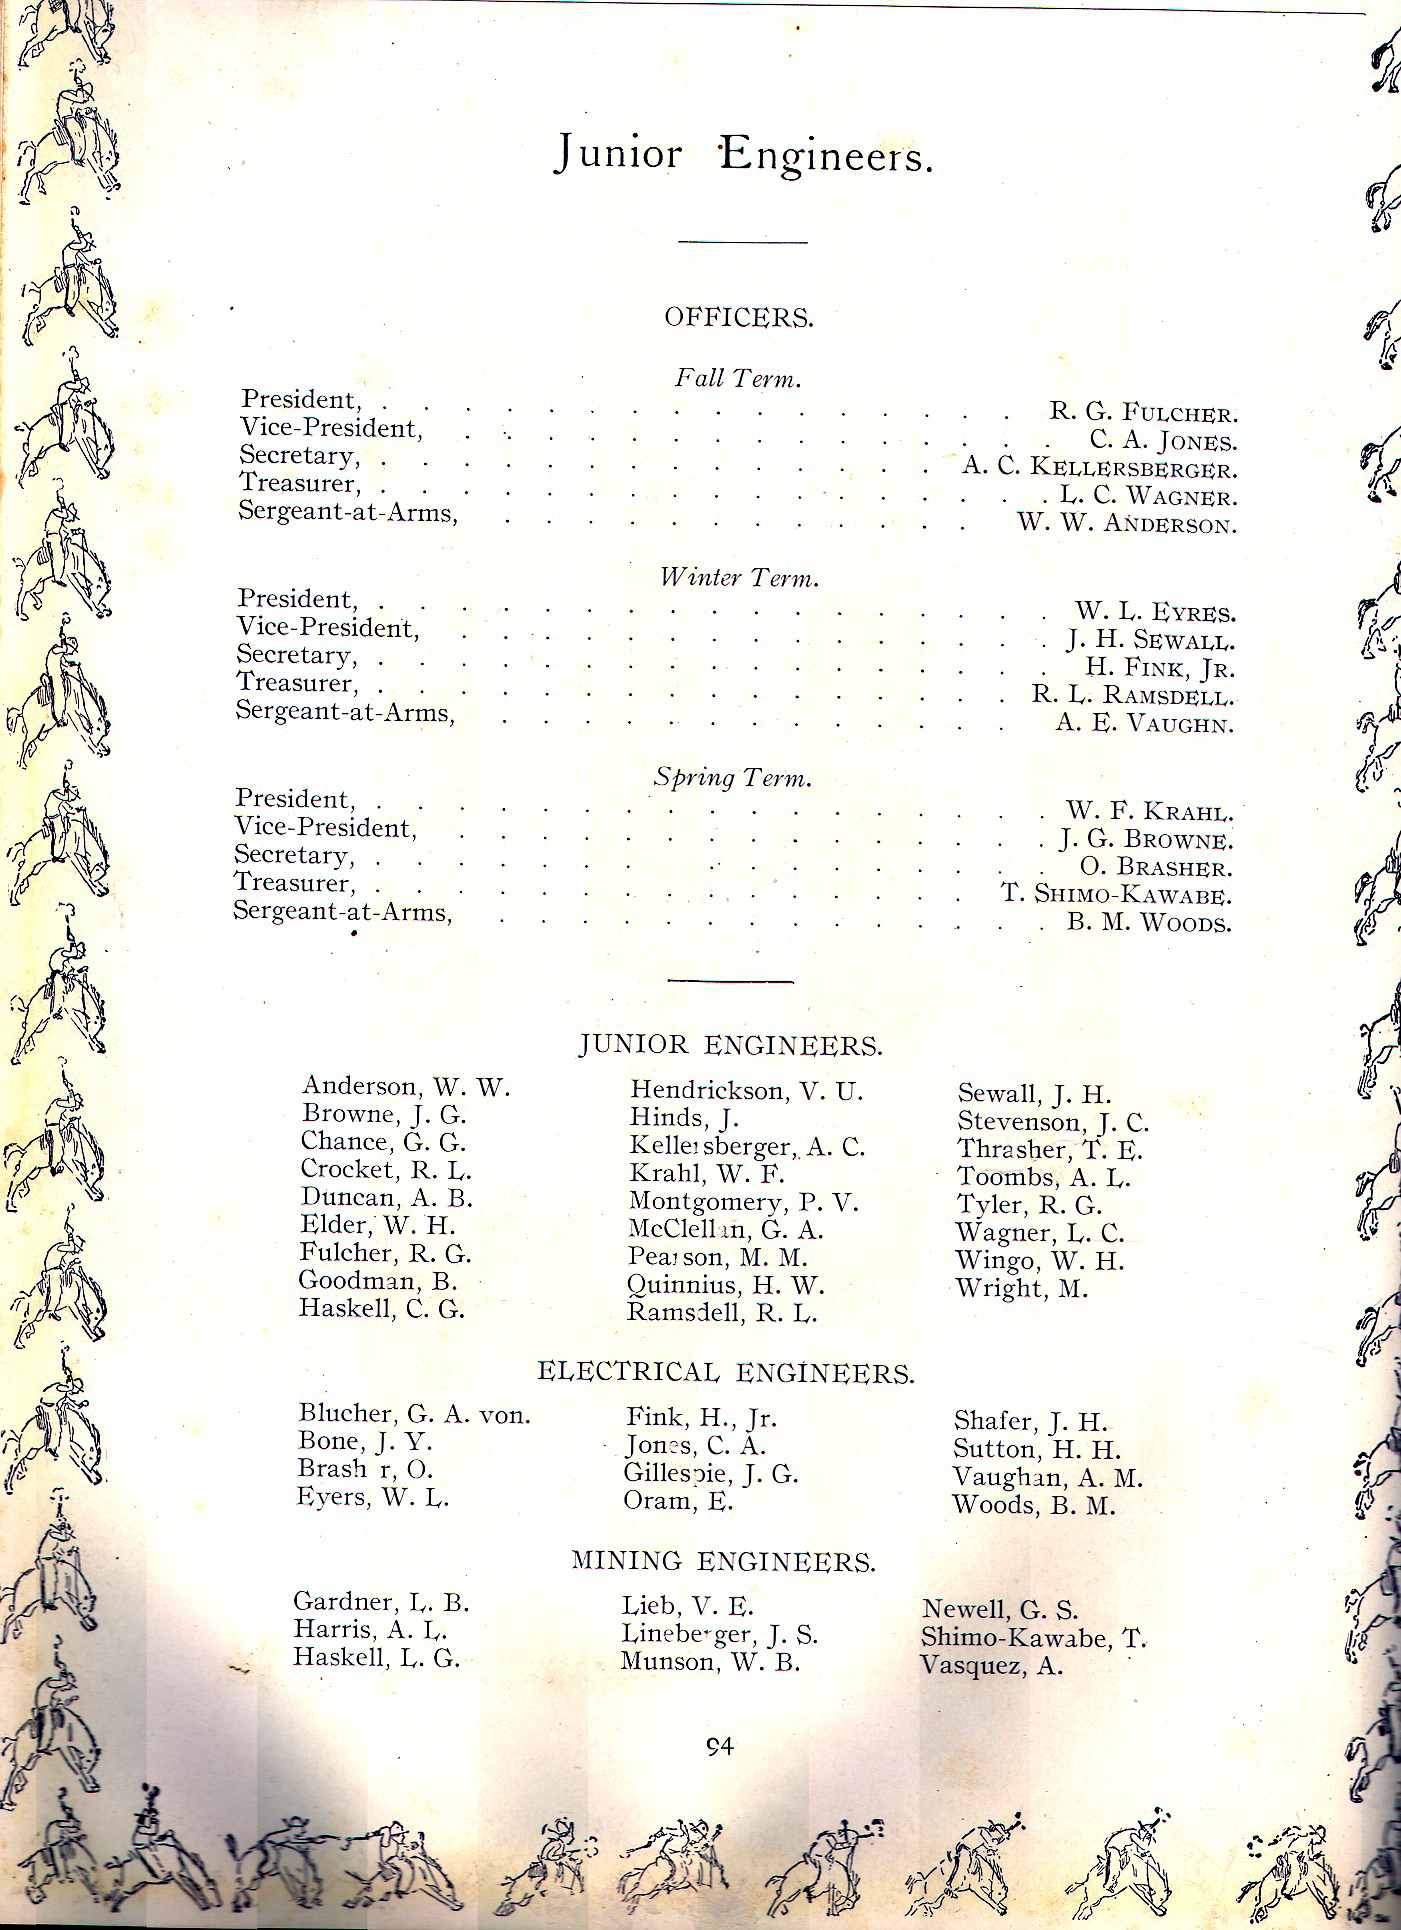 Junior Engineers.
OFFICERS.
Fall Term.
President, . . . . . . . . . . . . . . . . R. G. FULCHER.
Vice-President, . . . . . . . . . . . . . . . C. A. JONES.
Secretary, . . . . . . . . . . . . . . A. C. KELLERSBERGER.
Treasurer, . . . . . . . . . . . . . . . . . L. C. WAGNER.
Sergeant-at-Arms, . . . . . . . . . . . . W. W. ANDERSON.
Winter Term.
President, . . . . . . . . . . . . . . . . . W. L. EYRES.
Vice-President, . . . . . . . . . . . . . . . J. H. SEWALL.
Secretary, . . . . . . . . . . . . . . . . . H. FINK, JR.
Treasurer, . . . . . . . . . . . . . . . . R. L. RAMSDELL.
Sergeant-at-Arms, . . . . . . . . . . . . . A. E. VAUGHN.
Spring Term.
President, . . . . . . . . . . . . . . . . . W. F. KRAHL.
Vice-President, . . . . . . . . . . . . . . . J. G. BROWNE.
Secretary, . . . . . . . . . . . . . . . . . O. BRASHER.
Treasurer, . . . . . . . . . . . . . . . T. SHIMO-KAWABE.
Sergeant-at-Arms, . . . . . . . . . . . . . B. M. WOODS.
JUNIOR ENGINEERS.
Anderson, W. W.
Browne, J. G.
Chance, G. G.
Crocket, R. L.
Duncan, A. B.
Elder, W. H.
Fulcher, R. G.
Goodman, B.
Haskell, C. G.
Hendrickson, V. U.
Hinds, J.
Kellersberger, A. C.
Krahl, W. F.
Montgomery, P. V.
McClellan, G. A.
Pearson, M. M.
Quinnius, H. W.
Ramsdell, R. L.
Sewall, J. H.
Stevenson, J. C.
Thrasher, T. E.
Toombs, A. L.
Tyler, R. G.
Wagner, L. C.
Wingo, W. H.
Wright, M.
ELECTRICAL ENGINEERS.
Blucher, G. A. von.
Bone, J. Y.
Brash r, O.
Eyers, W. L.
Fink, H., Jr.
Jones, C. A.
Gillespie, J. G.
Oram, E.
Shafer, J. H.
Sutton, H. H.
Vaughan, A. M.
Woods, B. M.
MINING ENGINEERS.
Gardner, L. B.
Harris, A. L.
Haskell, L. G.
Lieb, V. E.
Lineberger, J. S.
Munson, W. B.
Newell, G. S.
Shimo-Kawabe, T.
Vasquez, A.
94